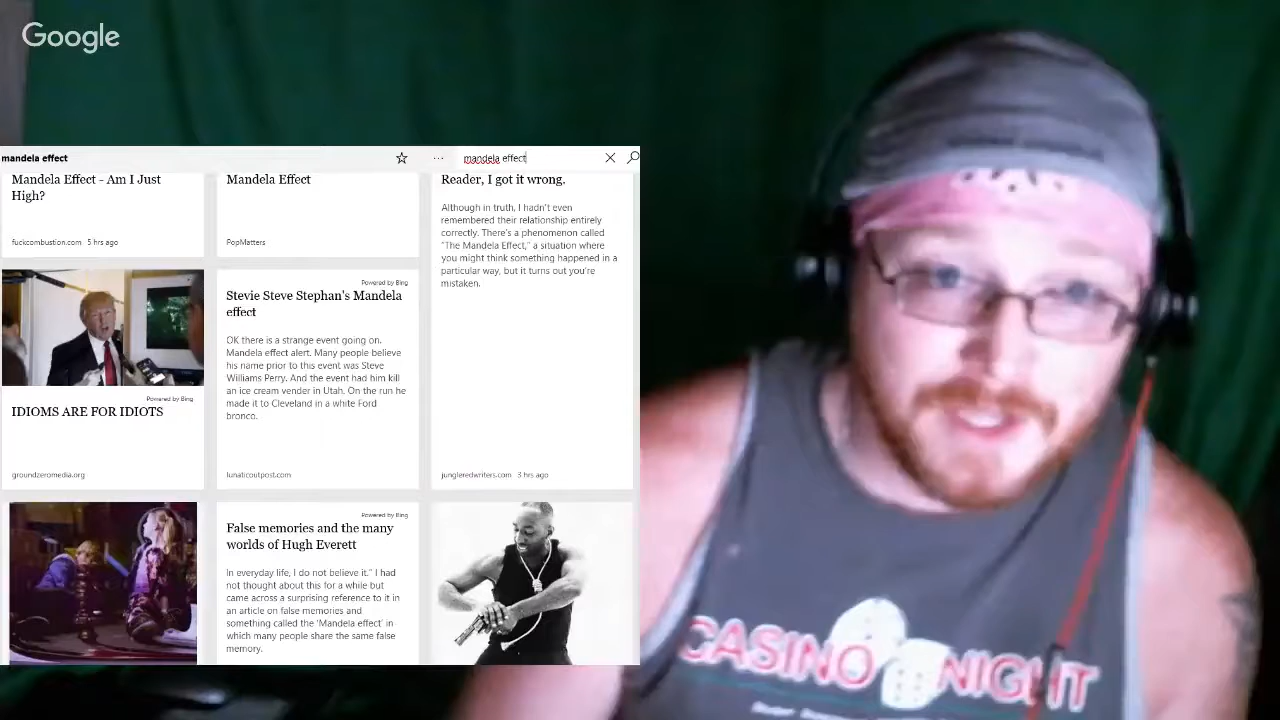 Google
mandela effect
... mandela effect
Mandela Effect - Am I Just
High?
fuckcombustion.com 5 hrs ago
Mandela Effect
PopMatters
Reader, I got it wrong.
Although in truth, I hadn't even
remembered their relationship entirely
correctly. There's a phenomenon called
"The Mandela Effect," a situation where
you might think something happened in a
particular way, but it turns out you're
mistaken.
jungleredwriters.com 3 hrs ago
Powered by Bing
IDIOMS ARE FOR IDIOTS
groundzeromedia.org
Powered by Bing
Stevie Steve Stephan's Mandela
effect
OK there is a strange event going on.
Mandela effect alert. Many people believe
his name prior to this event was Steve
Williams Perry. And the event had him kill
an ice cream vender in Utah. On the run he
made it to Cleveland in a white Ford
bronco.
lunaticoutpost.com
Powered by Bing
False memories and the many
worlds of Hugh Everett
In everyday life, I do not believe it." I had
not thought about this for a while but
came across a surprising reference to it in
an article on false memories and
something called the 'Mandela effect' in
which many people share the same false
memory.
CASINO NIGHT